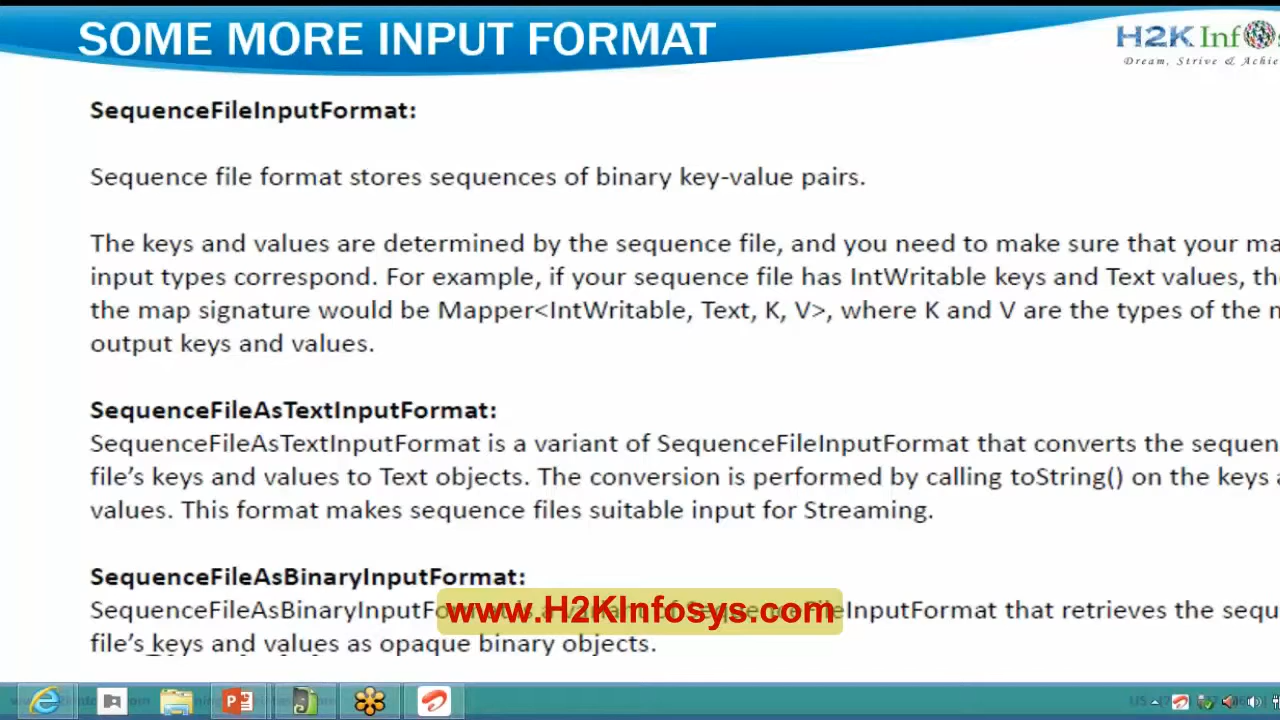 SOME MORE INPUT FORMAT
H2K Inf
Dream, Strive & Achie
SequenceFileInputFormat:
Sequence file format stores sequences of binary key-value pairs.
The keys and values are determined by the sequence file, and you need to make sure that your ma
input types correspond. For example, if your sequence file has IntWritable keys and Text values, the
the map signature would be Mapper<IntWritable, Text, K, V>, where K and V are the types of the m
output keys and values.
SequenceFileAsTextInputFormat:
SequenceFileAsTextInputFormat is a variant of SequenceFileInputFormat that converts the sequen
file’s keys and values to Text objects. The conversion is performed by calling toString() on the keys a
values. This format makes sequence files suitable input for Streaming.
SequenceFileAsBinaryInputFormat:
SequenceFileAsBinaryInputFormat is a variant of SequenceFileInputFormat that retrieves the sequ
www.H2KInfosys.com
file’s keys and values as opaque binary objects.